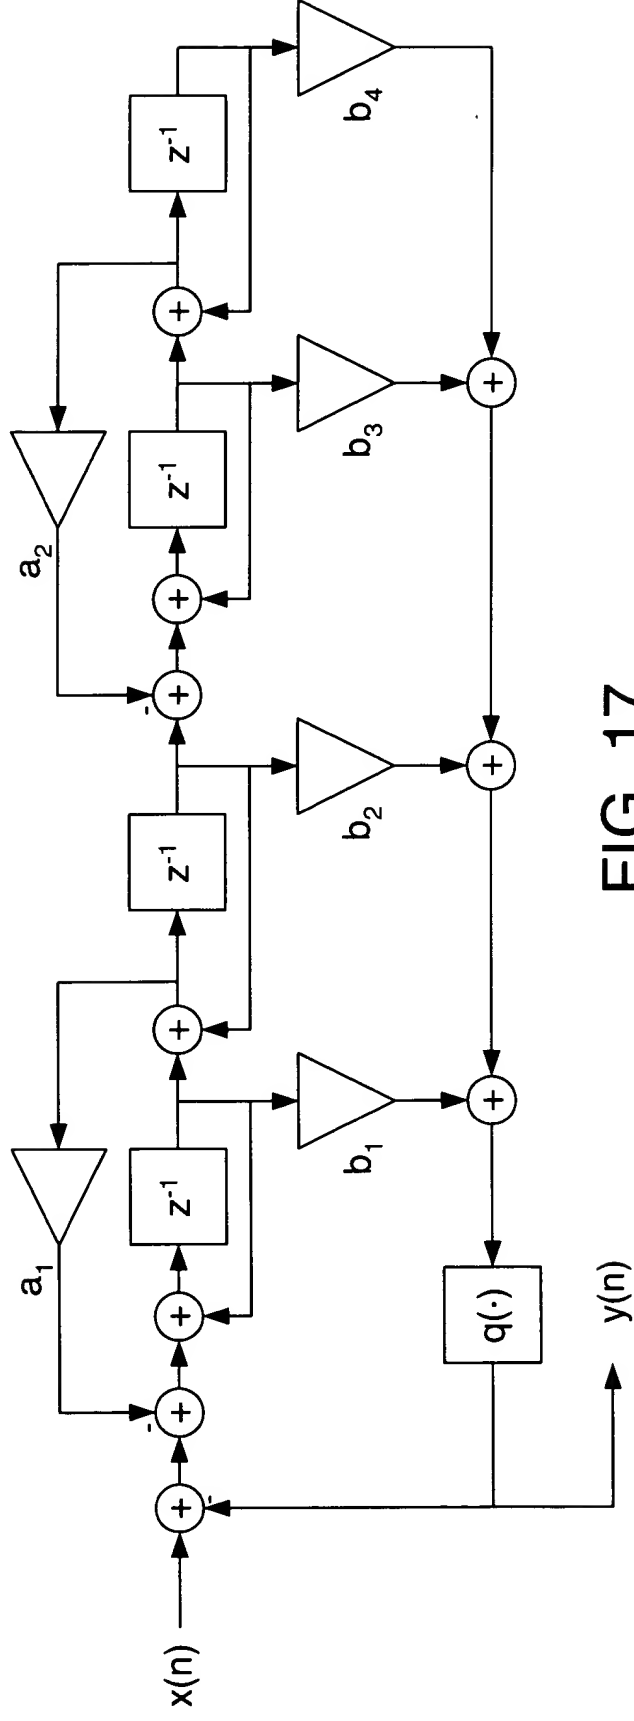 a₁
a₂
+
+
+
+
+
+
+
-
-
-
x(n)
z⁻¹
z⁻¹
z⁻¹
z⁻¹
b₁
b₂
b₃
b₄
+
+
+
q(·)
y(n)
FIG. 17